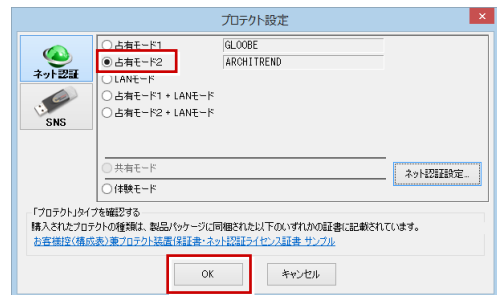 プロテクト設定
ネット認証
SNS
占有モード1 GLOOBE
占有モード2 ARCHITREND
LANモード
占有モード1 + LANモード
占有モード2 + LANモード
共有モード
ネット認証設定...
体験モード
「プロテクト」タイプを確認する
購入されたプロテクトの種類は、製品パッケージに同梱された以下のいずれかの証書に記載されています。
お客様控(構成表)兼プロテクト装置保証書・ネット認証ライセンス証書 サンプル
OK キャンセル